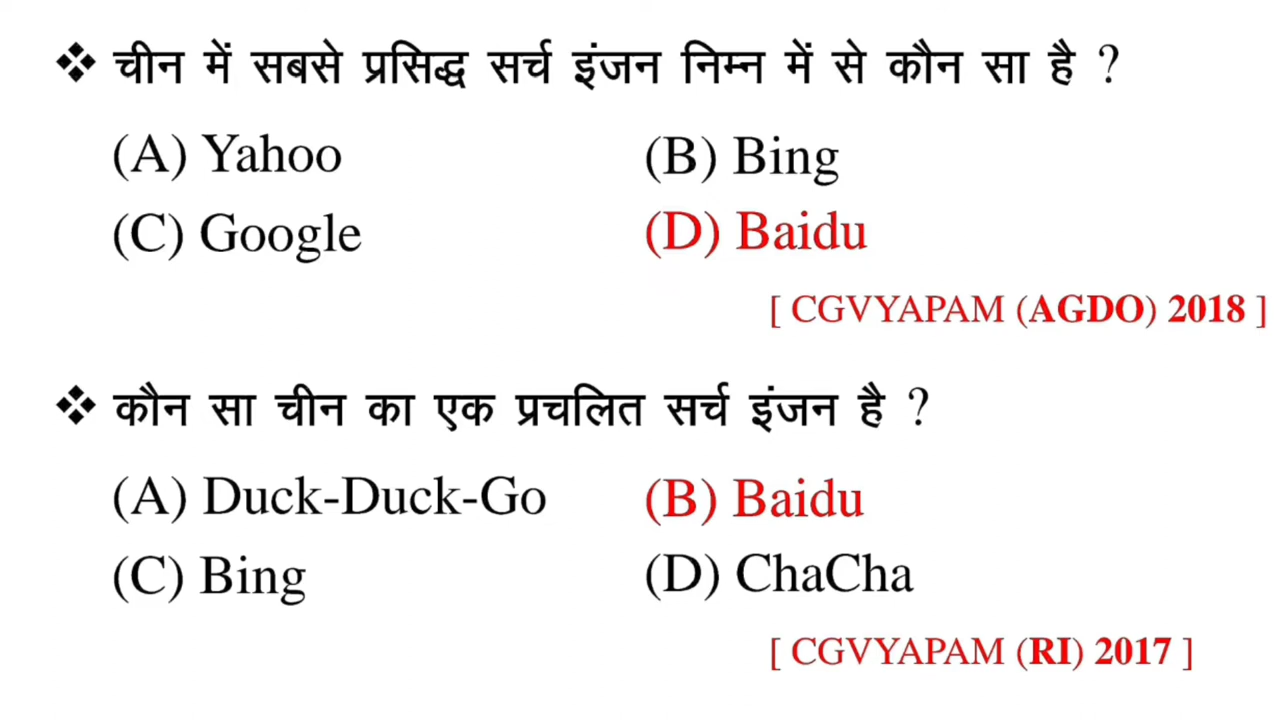 ❖ चीन में सबसे प्रसिद्ध सर्च इंजन निम्न में से कौन सा है ?
(A) Yahoo (B) Bing
(C) Google (D) Baidu
[ CGVYAPAM (AGDO) 2018 ]
❖ कौन सा चीन का एक प्रचलित सर्च इंजन है ?
(A) Duck-Duck-Go (B) Baidu
(C) Bing (D) ChaCha
[ CGVYAPAM (RI) 2017 ]